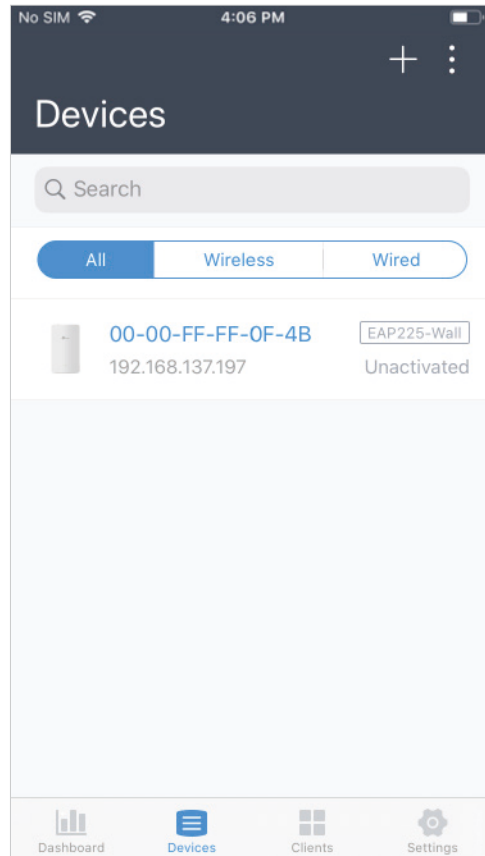 No SIM 4:06 PM
Devices
Search
All Wireless Wired
00-00-FF-FF-0F-4B EAP225-Wall
192.168.137.197 Unactivated
Dashboard Devices Clients Settings